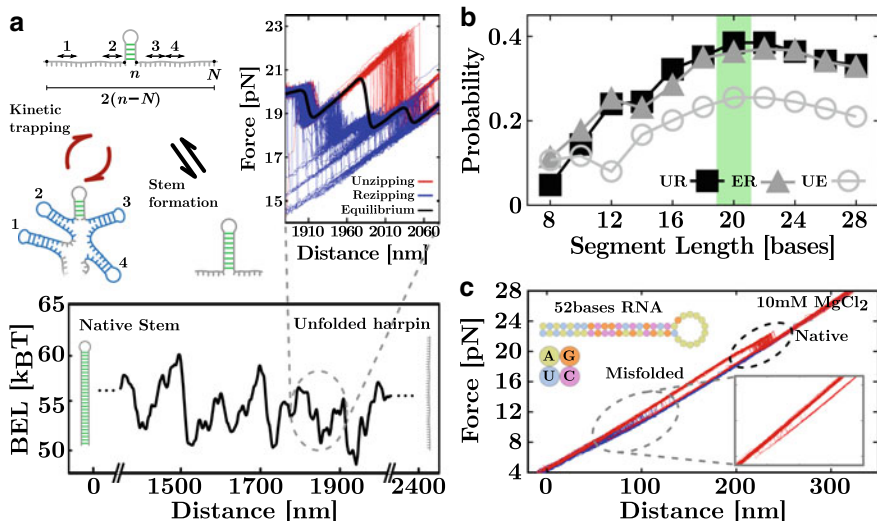 a
1 2 3 4
n N
2(n−N)
Kinetic
trapping
Stem
formation
2
3
1
4
Force [pN]
23
21
19
17
15
14
Unzipping
Rezipping
Equilibrium
1910 1960 2010 2060
Distance [nm]
BEL [kBT]
60
55
50
Native Stem
Unfolded hairpin
0 1500 1700 1900 2400
Distance [nm]
b
Probability
0.4
0.2
0
UR ER UE
8 12 16 20 24 28
Segment Length [bases]
c
Force [pN]
28
24
20
16
12
8
4
52bases RNA
10mM MgCl2
A G
U C
Native
Misfolded
0 100 200 300
Distance [nm]